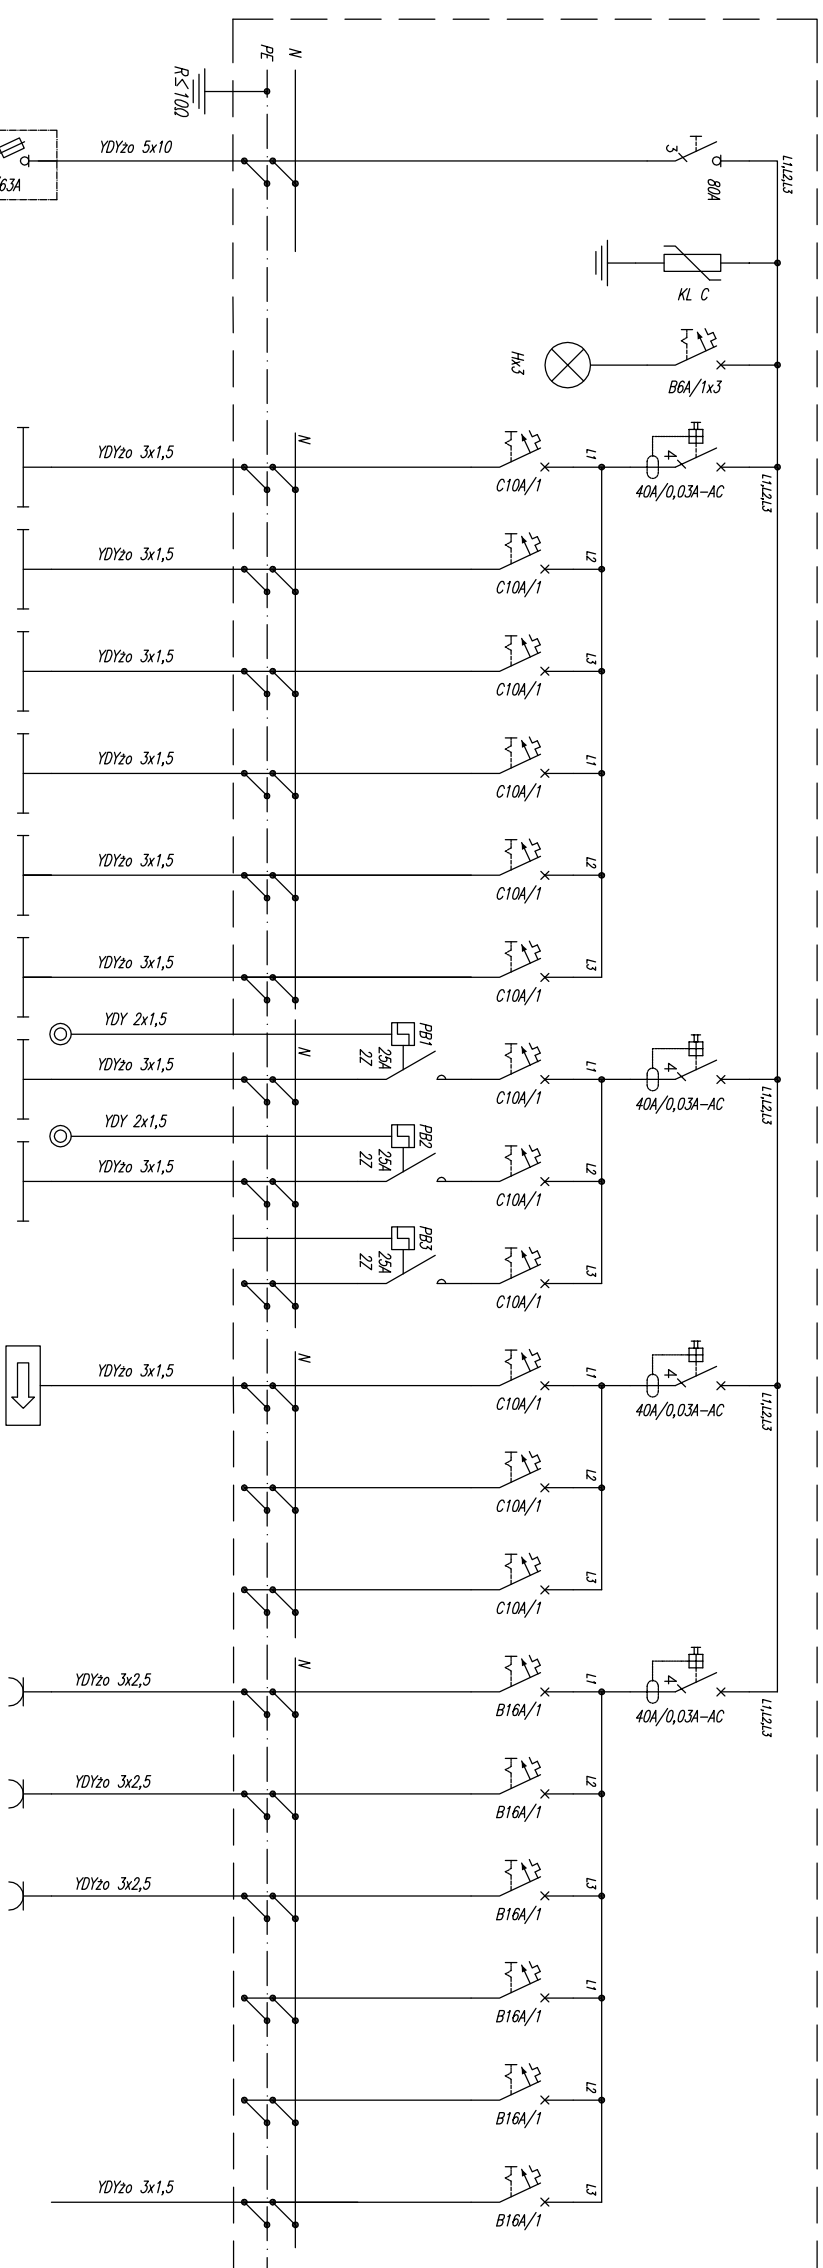 N
PE
R≤10Ω
YDYżo 5x10
63A
3
80A
L1,L2,L3
KL C
Hx3
B6A/1x3
4
40A/0,03A-AC
L1,L2,L3
N
YDYżo 3x1,5
C10A/1
L1
YDYżo 3x1,5
C10A/1
L2
YDYżo 3x1,5
C10A/1
L3
YDYżo 3x1,5
C10A/1
L1
YDYżo 3x1,5
C10A/1
L2
YDYżo 3x1,5
C10A/1
L3
YDY 2x1,5
PB1
25A
2Z
N
YDYżo 3x1,5
C10A/1
L1
4
40A/0,03A-AC
L1,L2,L3
YDY 2x1,5
PB2
25A
2Z
YDYżo 3x1,5
C10A/1
L2
PB3
25A
2Z
C10A/1
L3
N
YDYżo 3x1,5
C10A/1
L1
4
40A/0,03A-AC
L1,L2,L3
C10A/1
L2
C10A/1
L3
N
YDYżo 3x2,5
B16A/1
L1
4
40A/0,03A-AC
L1,L2,L3
YDYżo 3x2,5
B16A/1
L2
YDYżo 3x2,5
B16A/1
L3
B16A/1
L1
B16A/1
L2
YDYżo 3x1,5
B16A/1
L3